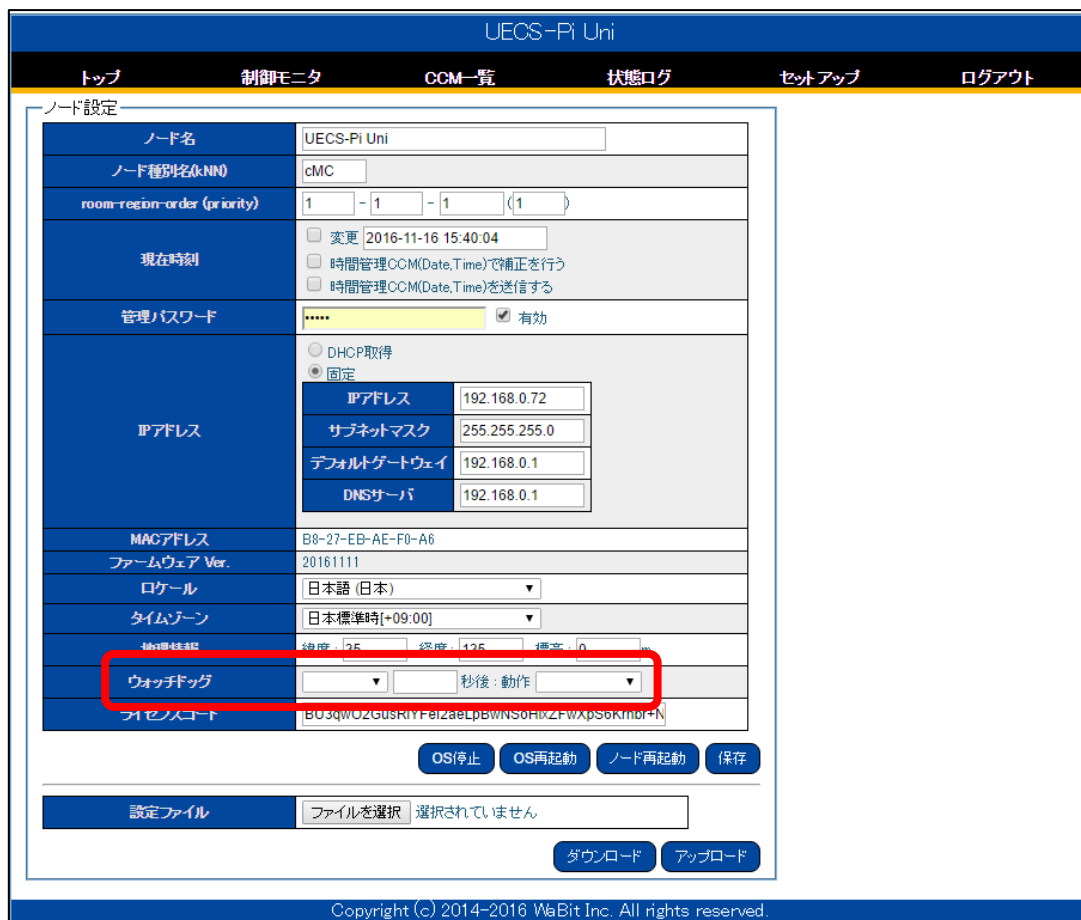 UECS-Pi Uni
トップ 制御モニタ CCM一覧 状態ログ セットアップ ログアウト
ノード設定
ノード名 UECS-Pi Uni
ノード種別名(kNN) cMC
room-region-order (priority) 1 - 1 - 1 (1)
現在時刻
変更 2016-11-16 15:40:04
時間管理CCM(Date,Time)で補正を行う
時間管理CCM(Date,Time)を送信する
管理パスワード ••••• 有効
IPアドレス
DHCP取得
固定
IPアドレス 192.168.0.72
サブネットマスク 255.255.255.0
デフォルトゲートウェイ 192.168.0.1
DNSサーバ 192.168.0.1
MACアドレス B8-27-EB-AE-F0-A6
ファームウェア Ver. 20161111
ロケール 日本語 (日本)
タイムゾーン 日本標準時[+09:00]
地理情報 緯度 : 35 経度 : 135 標高 : 0 m
ウォッチドッグ 秒後 : 動作
ライセンスコード
OS停止 OS再起動 ノード再起動 保存
設定ファイル ファイルを選択 選択されていません
ダウンロード アップロード
Copyright (c) 2014-2016 WaBit Inc. All rights reserved.